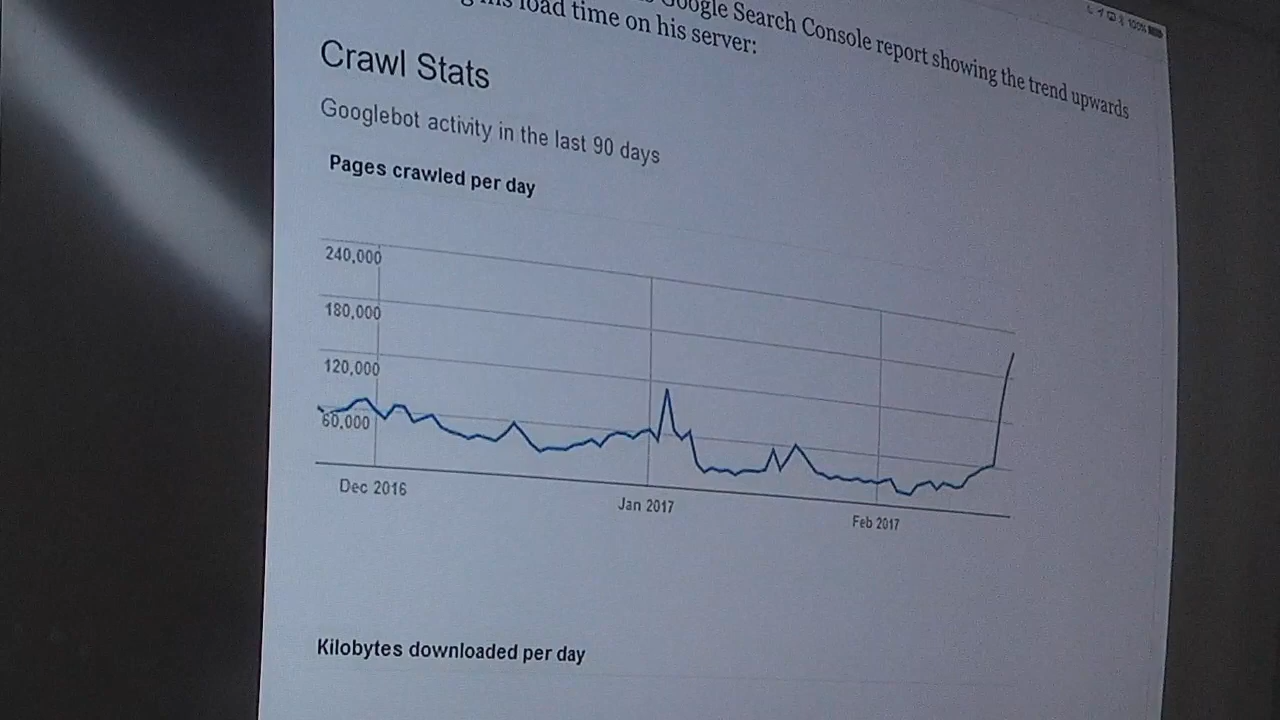 Google Search Console report showing the trend upwards
his load time on his server:
100%
Crawl Stats
Googlebot activity in the last 90 days
Pages crawled per day
240,000
180,000
120,000
60,000
Dec 2016
Jan 2017
Feb 2017
Kilobytes downloaded per day